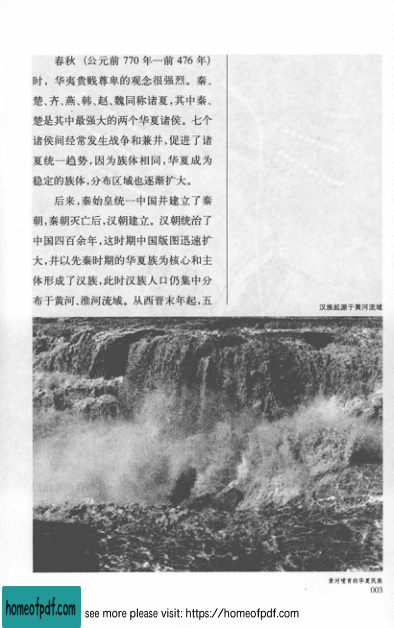 春秋 (公元前 770 年—前 476 年)
时, 华夷贵贱尊卑的观念很强烈。秦、
楚、齐、燕、韩、赵、魏同称诸夏,其中秦、
楚是其中最强大的两个华夏诸侯。七个
诸侯间经常发生战争和兼并,促进了诸
夏统一趋势,因为族体相同,华夏成为
稳定的族体,分布区域也逐渐扩大。
后来,秦始皇统一中国并建立了秦
朝,秦朝灭亡后,汉朝建立。汉朝统治了
中国四百余年,这时期中国版图迅速扩
大,并以先秦时期的华夏族为核心和主
体形成了汉族,此时汉族人口仍集中分
布于黄河、淮河流域。从西晋末年起,五
汉族起源于黄河流域
黄河哺育的华夏民族
003
homeofpdf.com
see more please visit: https://homeofpdf.com